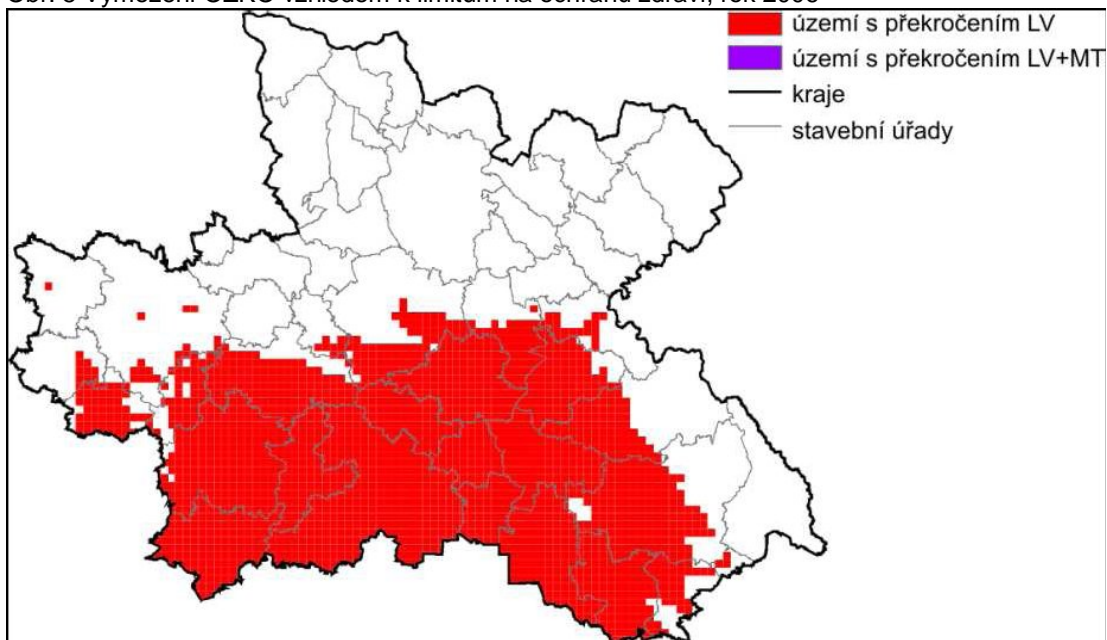 území s překročením LV
území s překročením LV+MT
kraje
stavební úřady